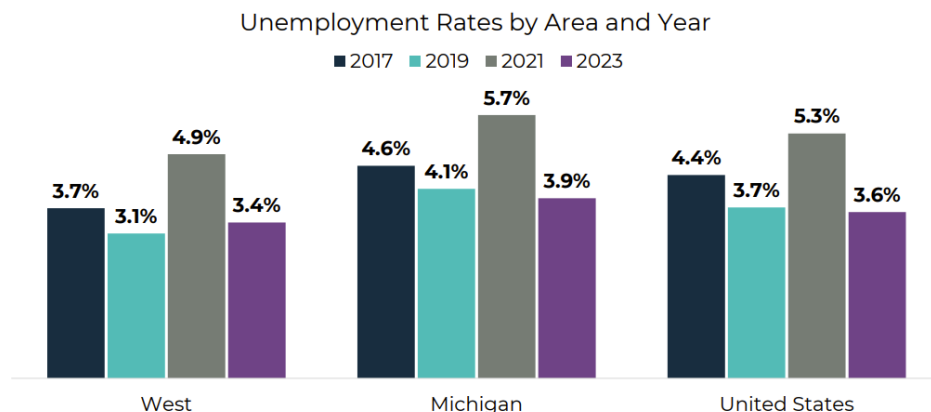 Unemployment Rates by Area and Year
2017 2019 2021 2023
3.7% 3.1% 4.9% 3.4%
4.6% 4.1% 5.7% 3.9%
4.4% 3.7% 5.3% 3.6%
West Michigan United States